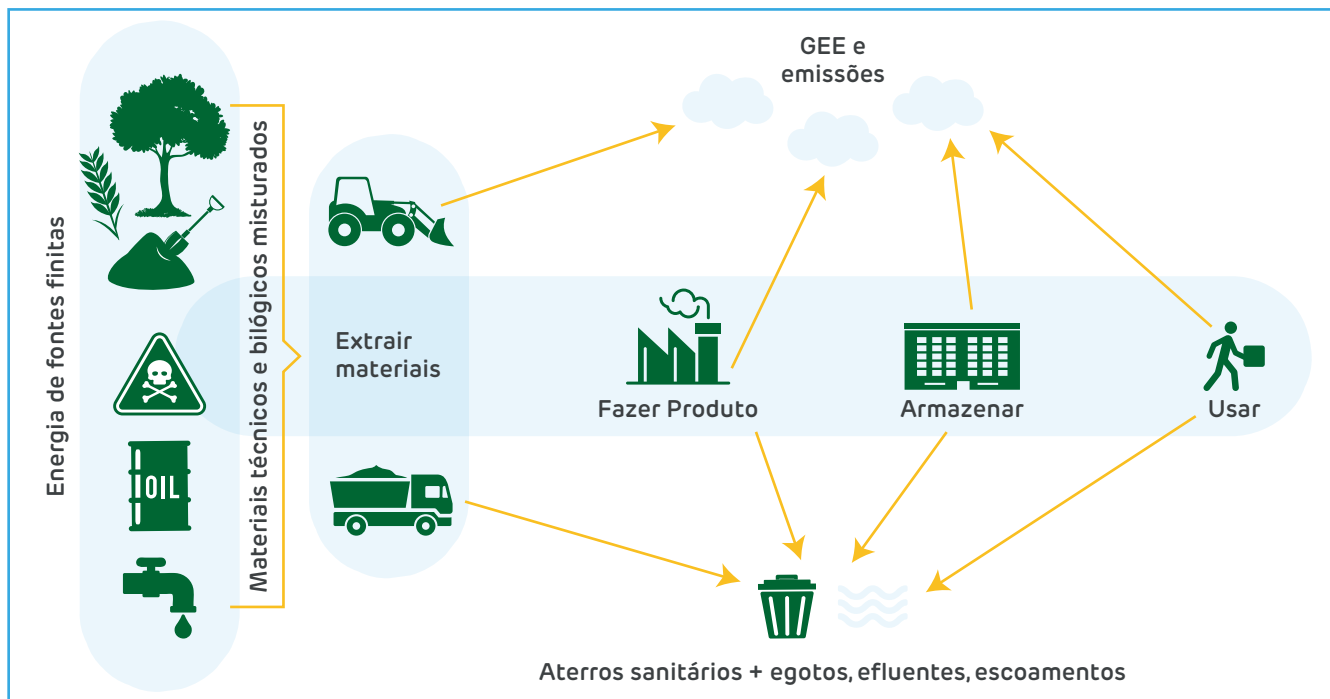 Energia de fontes finitas
Materiais técnicos e bilógicos misturados
OIL
Extrair
materiais
GEE e
emissões
Fazer Produto
Armazenar
Usar
Aterros sanitários + egotos, efluentes, escoamentos